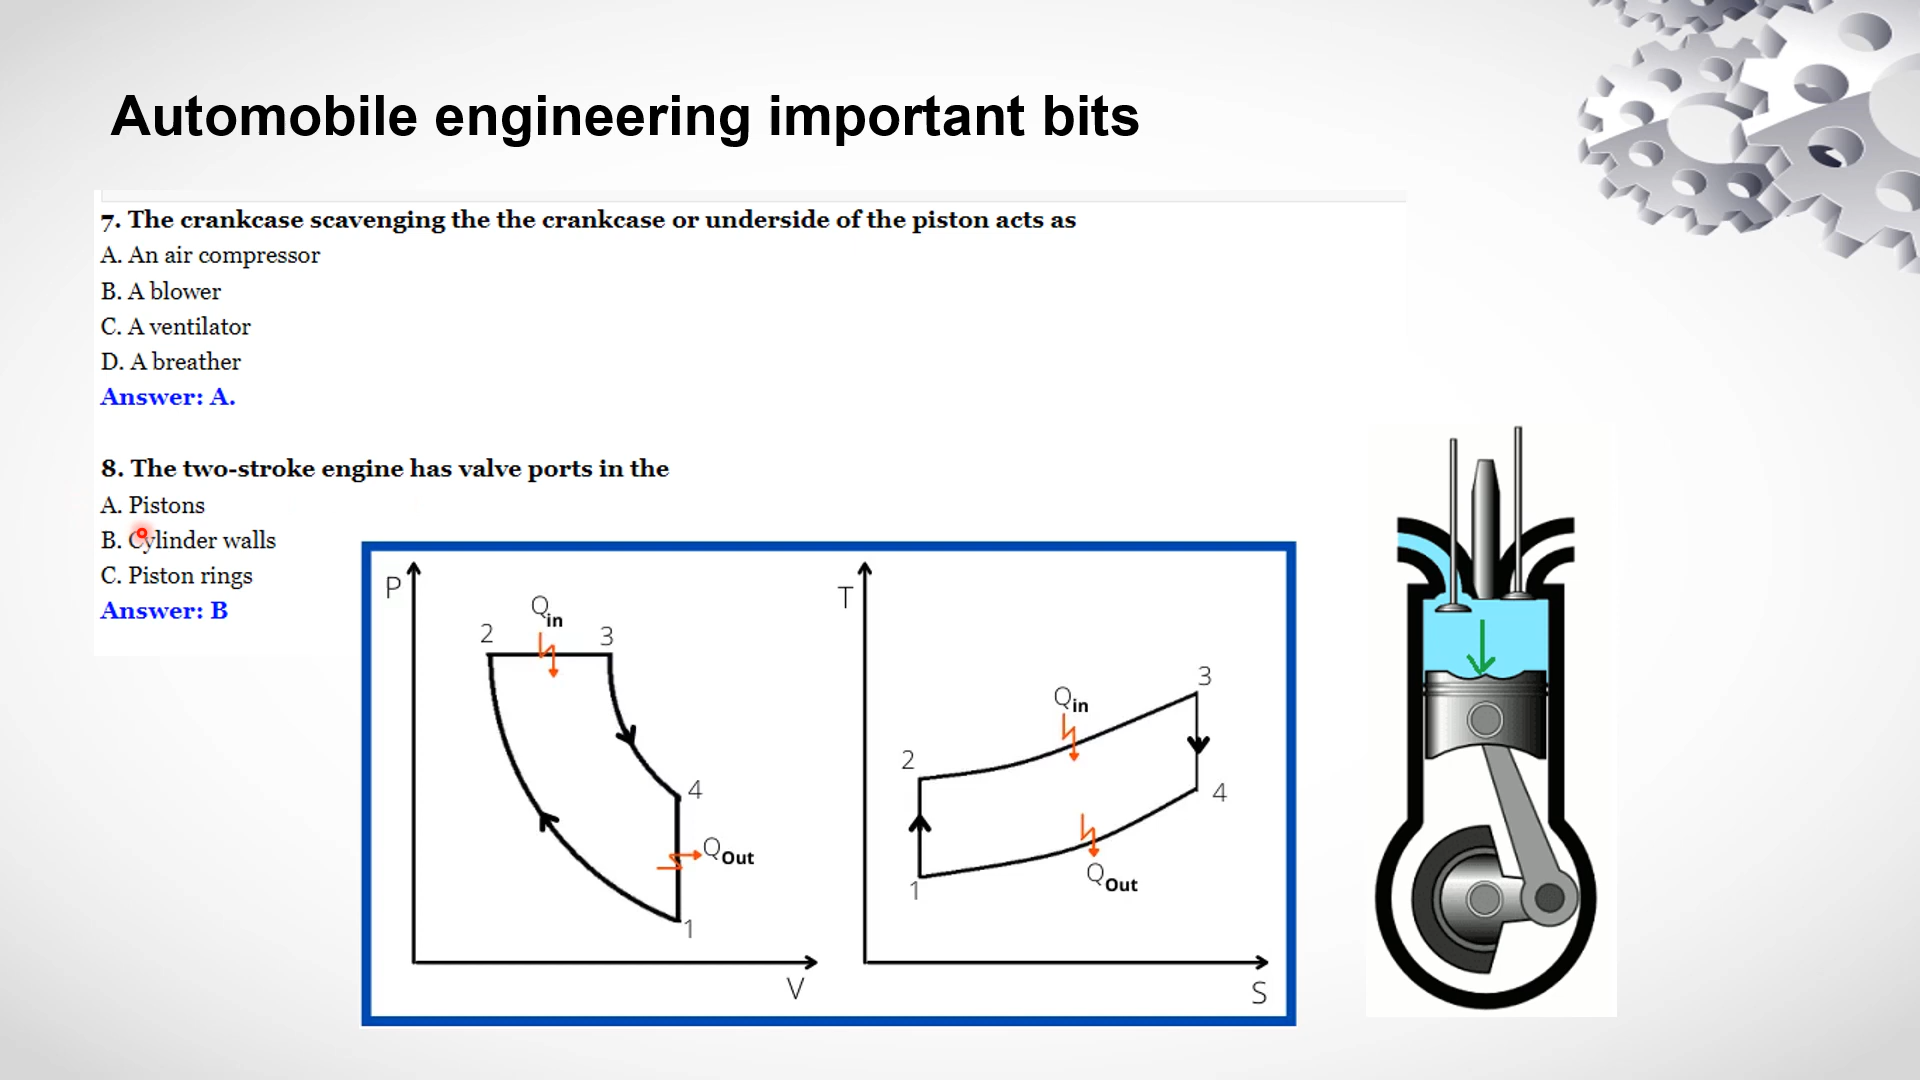 Automobile engineering important bits
7. The crankcase scavenging the the crankcase or underside of the piston acts as
A. An air compressor
B. A blower
C. A ventilator
D. A breather
Answer: A.
8. The two-stroke engine has valve ports in the
A. Pistons
B. Cylinder walls
C. Piston rings
Answer: B
P
Qin
2
3
4
QOut
1
V
T
Qin
3
2
4
QOut
1
S